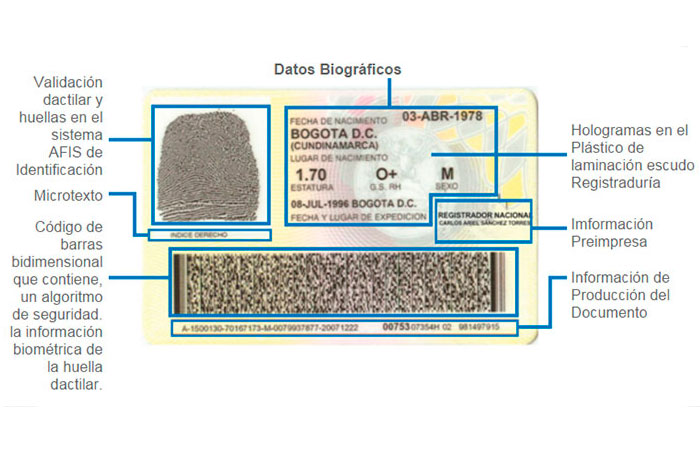 Datos Biográficos
Validación
dactilar y
huellas en el
sistema
AFIS de
Identificación
Microtexto
Código de
barras
bidimensional
que contiene,
un algoritmo
de seguridad.
la información
biométrica de
la huella
dactilar.
FECHA DE NACIMIENTO 03-ABR-1978
BOGOTA D.C.
(CUNDINAMARCA)
LUGAR DE NACIMIENTO
1.70 O+ M
ESTATURA G.S. RH SEXO
08-JUL-1996 BOGOTA D.C.
FECHA Y LUGAR DE EXPEDICION
REGISTRADOR NACIONAL
CARLOS ARIEL SÁNCHEZ TORRES
INDICE DERECHO
A-1500130-70167173-M-0079937877-20071222 0075307354H 02 981497915
Hologramas en el
Plástico de
laminación escudo
Registraduría
Imformación
Preimpresa
Información de
Producción del
Documento